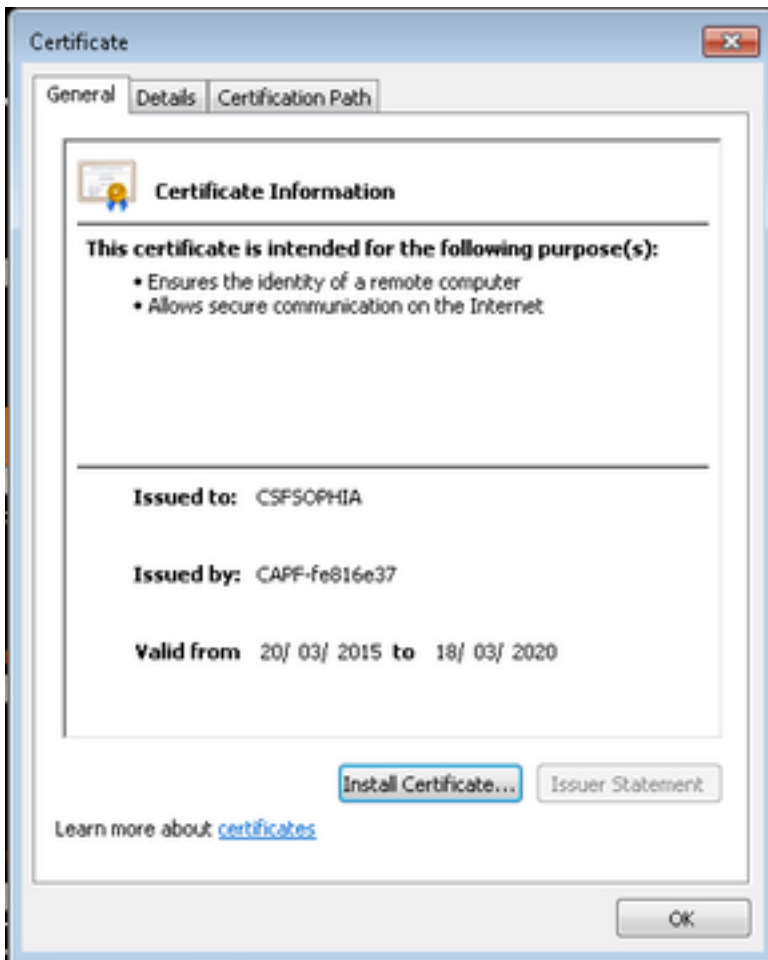 Certificate
General Details Certification Path
Certificate Information
This certificate is intended for the following purpose(s):
• Ensures the identity of a remote computer
• Allows secure communication on the Internet
Issued to: CSFSOPHIA
Issued by: CAPF-fe816e37
Valid from 20/ 03/ 2015 to 18/ 03/ 2020
Install Certificate... Issuer Statement
Learn more about certificates
OK